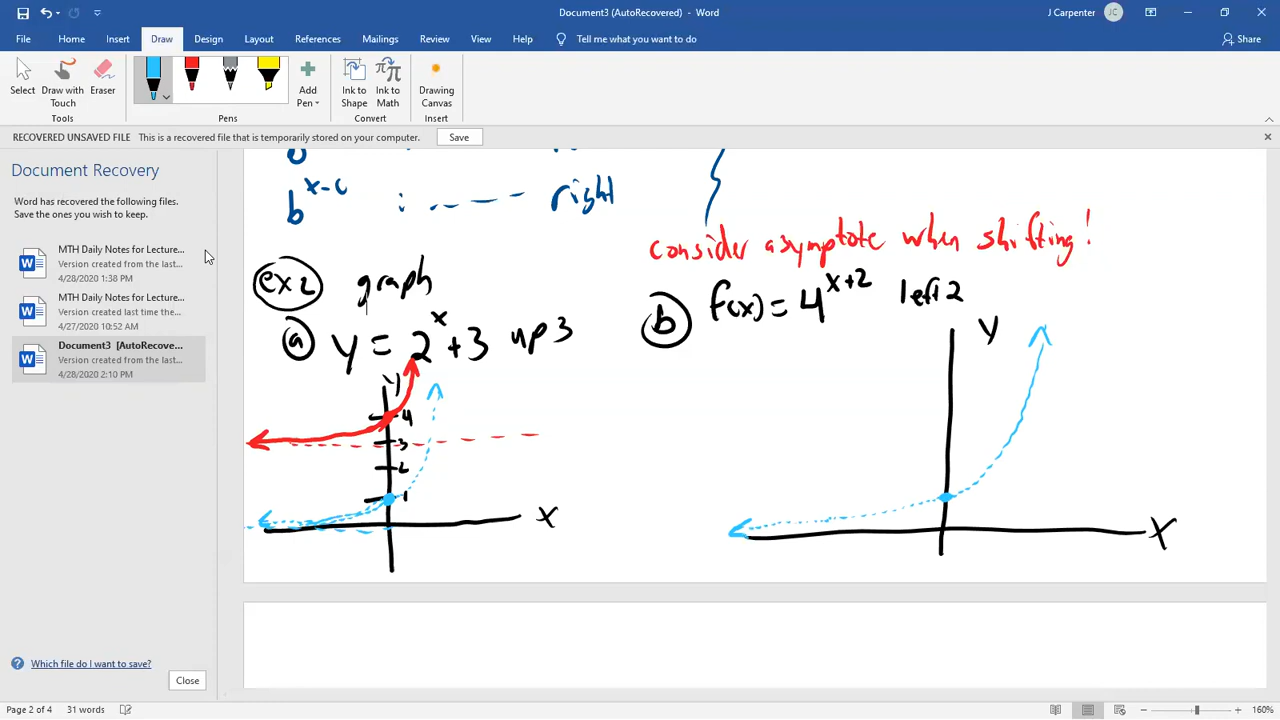 Document3 (AutoRecovered) - Word
J Carpenter JC
File Home Insert Draw Design Layout References Mailings Review View Help Tell me what you want to do Share
Select Draw with Touch Eraser Add Pen Ink to Shape Ink to Math Drawing Canvas
Tools Pens Convert Insert
RECOVERED UNSAVED FILE This is a recovered file that is temporarily stored on your computer. Save
Document Recovery
Word has recovered the following files.
Save the ones you wish to keep.
MTH Daily Notes for Lecture...
Version created from the last...
4/28/2020 1:38 PM
MTH Daily Notes for Lecture...
Version created last time the...
4/27/2020 10:52 AM
Document3 [AutoRecove...
Version created from the last...
4/28/2020 2:10 PM
Which file do I want to save?
Close
b^x-c : ---- right
consider asymptote when shifting!
ex2 graph
a y = 2^x +3 up 3
b f(x) = 4^x+2 left 2
y
4
3
2
1
x
y
x
Page 2 of 4 31 words 160%